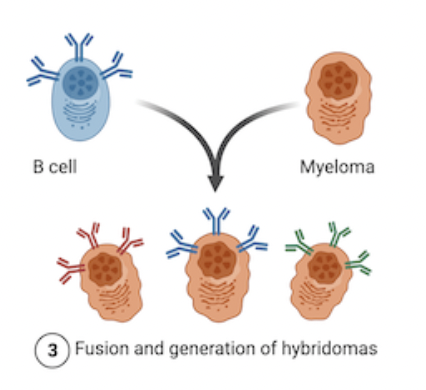 B cell
Myeloma
3 Fusion and generation of hybridomas